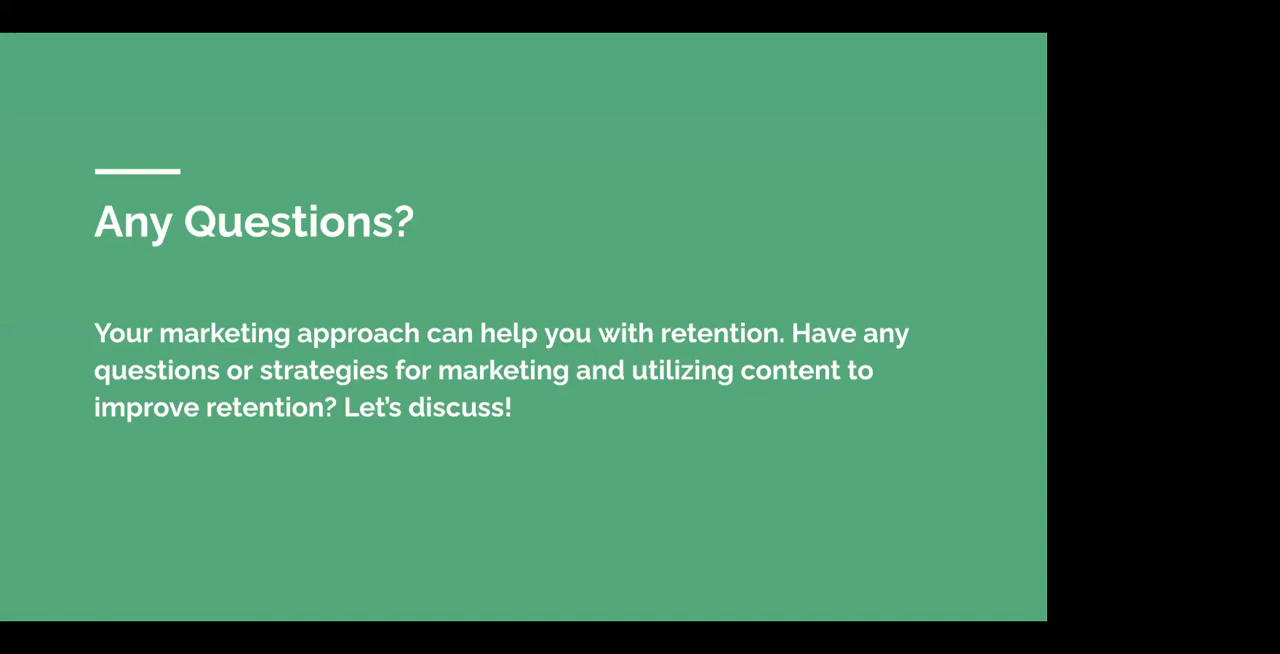 Any Questions?
Your marketing approach can help you with retention. Have any
questions or strategies for marketing and utilizing content to
improve retention? Let’s discuss!